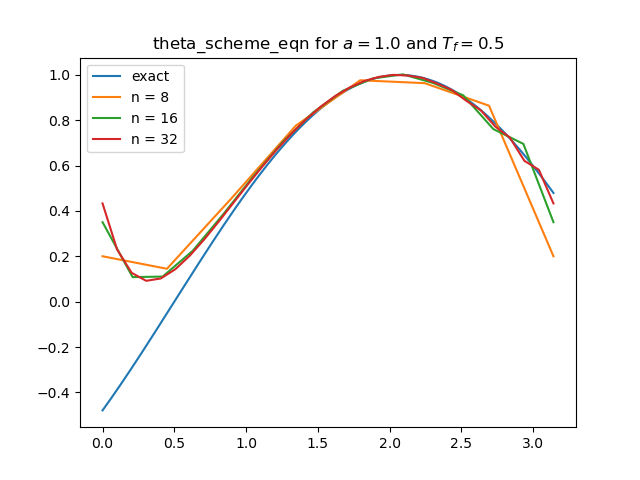 theta_scheme_eqn for $a = 1.0$ and $T_f = 0.5$
exact
n = 8
n = 16
n = 32
1.0
0.8
0.6
0.4
0.2
0.0
−0.2
−0.4
0.0 0.5 1.0 1.5 2.0 2.5 3.0